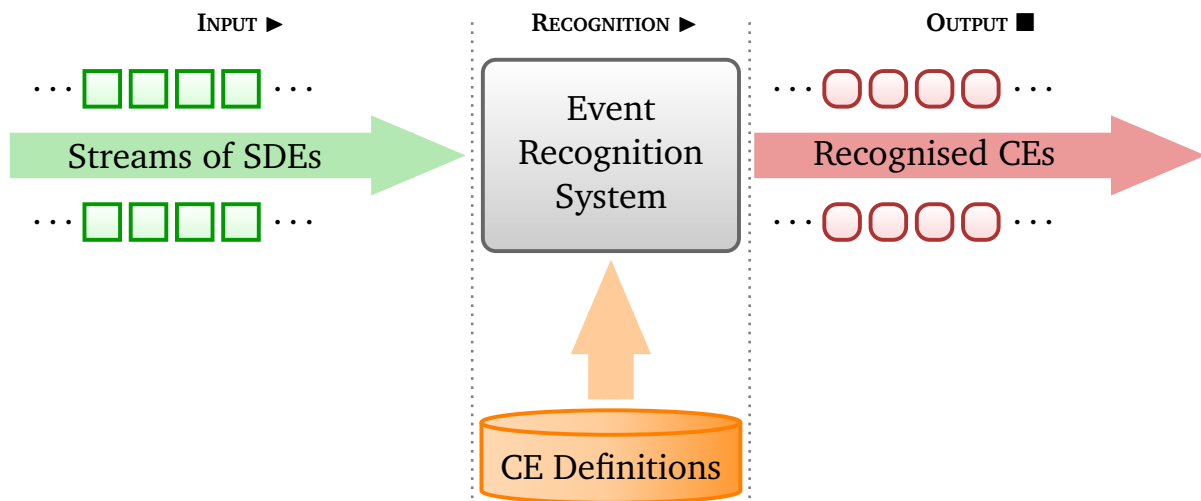 INPUT ►
RECOGNITION ►
OUTPUT ■
··· ···
··· ···
Streams of SDEs
Event
Recognition
System
Recognised CEs
··· ···
··· ···
CE Definitions